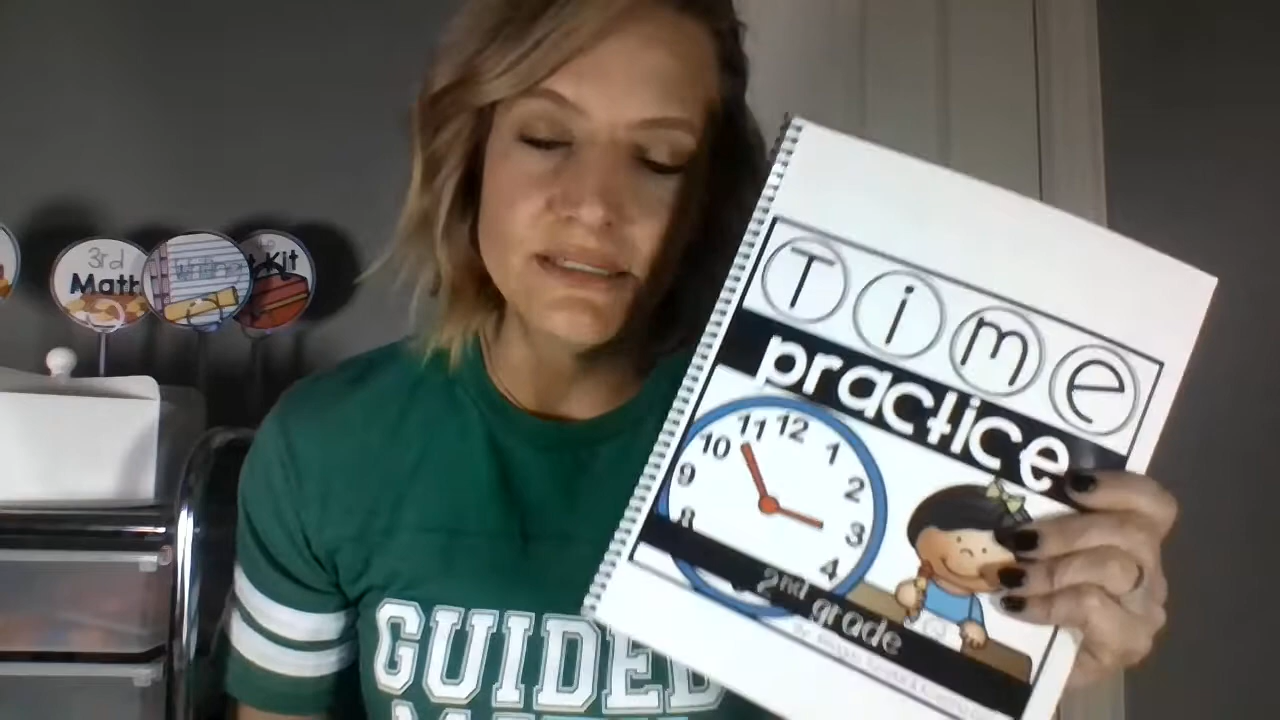 3rd
Math
Kit
Time
practice
11 12 1
10 2
9 3
8 4
2nd grade
GUIDED